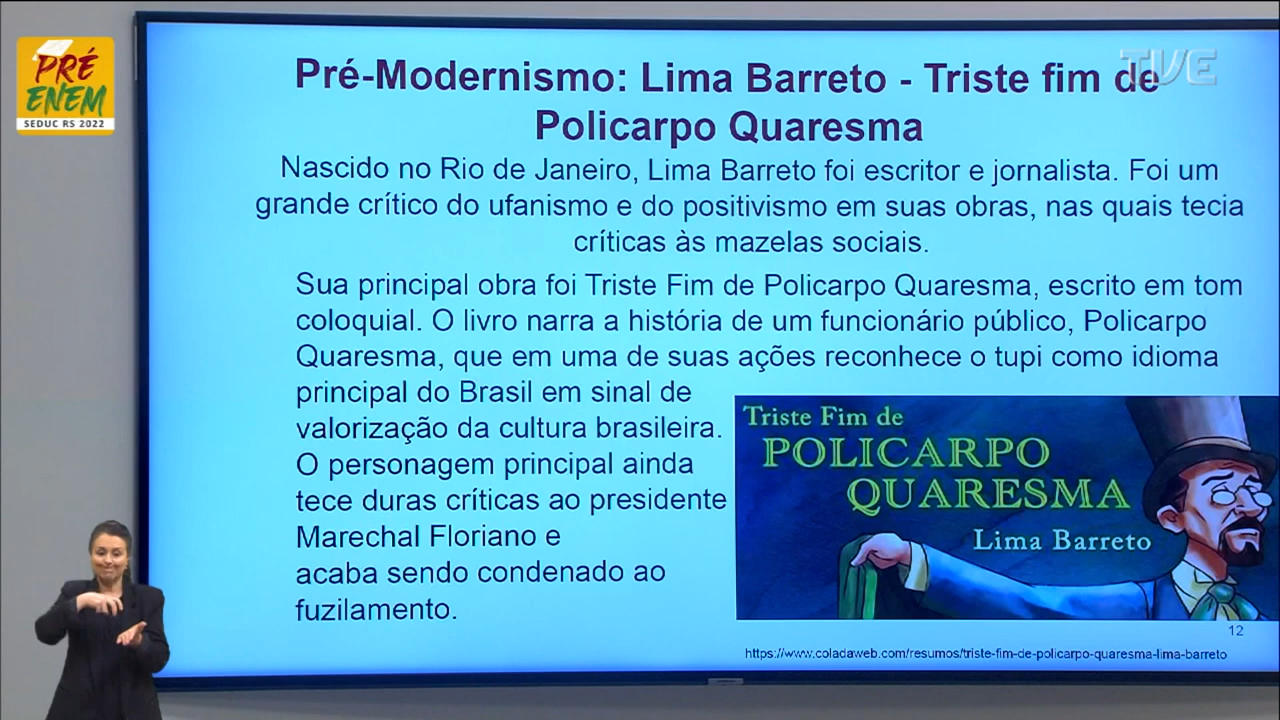 PRÉ
ENEM
SEDUC RS 2022
TVE
Pré-Modernismo: Lima Barreto - Triste fim de
Policarpo Quaresma
Nascido no Rio de Janeiro, Lima Barreto foi escritor e jornalista. Foi um
grande crítico do ufanismo e do positivismo em suas obras, nas quais tecia
críticas às mazelas sociais.
Sua principal obra foi Triste Fim de Policarpo Quaresma, escrito em tom
coloquial. O livro narra a história de um funcionário público, Policarpo
Quaresma, que em uma de suas ações reconhece o tupi como idioma
principal do Brasil em sinal de
valorização da cultura brasileira.
O personagem principal ainda
tece duras críticas ao presidente
Marechal Floriano e
acaba sendo condenado ao
fuzilamento.
Triste Fim de
POLICARPO
QUARESMA
Lima Barreto
12
https://www.coladaweb.com/resumos/triste-fim-de-policarpo-quaresma-lima-barreto